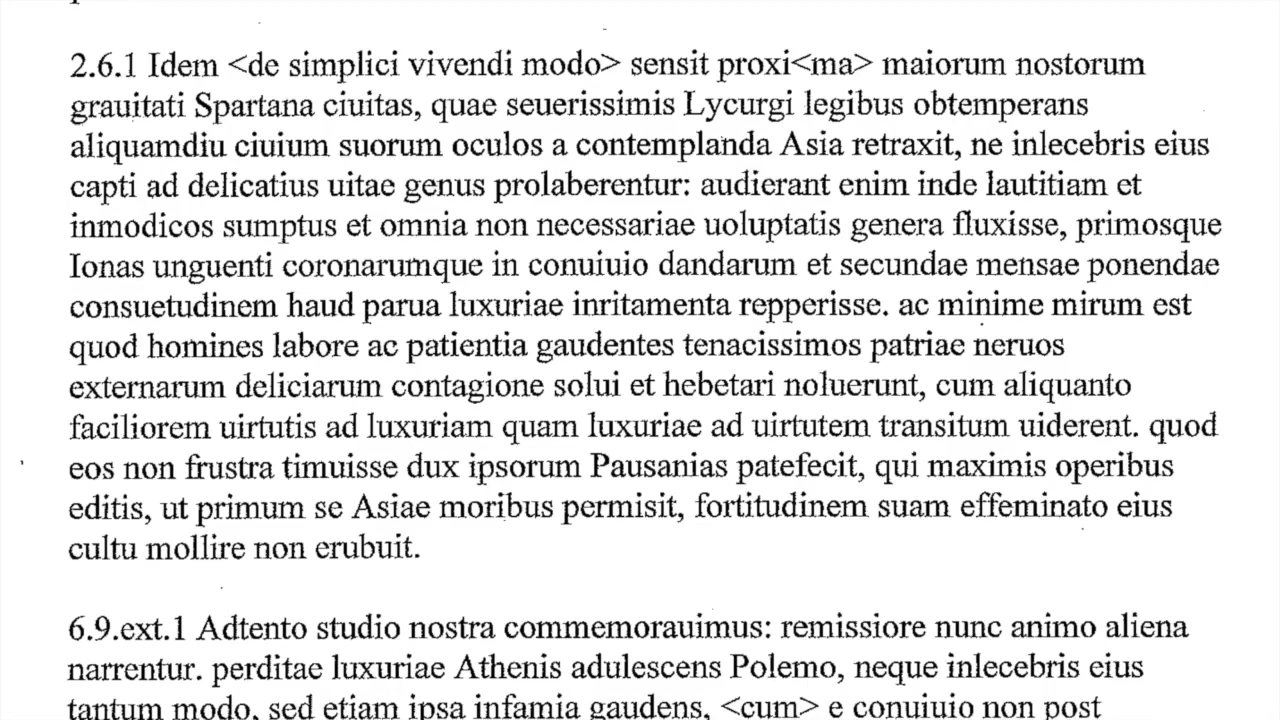 2.6.1 Idem <de simplici vivendi modo> sensit proxi<ma> maiorum nostorum
grauitati Spartana ciuitas, quae seuerissimis Lycurgi legibus obtemperans
aliquamdiu ciuium suorum oculos a contemplanda Asia retraxit, ne inlecebris eius
capti ad delicatius uitae genus prolaberentur: audierant enim inde lautitiam et
inmodicos sumptus et omnia non necessariae uoluptatis genera fluxisse, primosque
Ionas unguenti coronarumque in conuiuio dandarum et secundae mensae ponendae
consuetudinem haud parua luxuriae inritamenta repperisse. ac minime mirum est
quod homines labore ac patientia gaudentes tenacissimos patriae neruos
externarum deliciarum contagione solui et hebetari noluerunt, cum aliquanto
faciliorem uirtutis ad luxuriam quam luxuriae ad uirtutem transitum uiderent. quod
eos non frustra timuisse dux ipsorum Pausanias patefecit, qui maximis operibus
editis, ut primum se Asiae moribus permisit, fortitudinem suam effeminato eius
cultu mollire non erubuit.
6.9.ext.1 Adtento studio nostra commemorauimus: remissiore nunc animo aliena
narrentur. perditae luxuriae Athenis adulescens Polemo, neque inlecebris eius
tantum modo, sed etiam ipsa infamia gaudens, <cum> e conuiuio non post